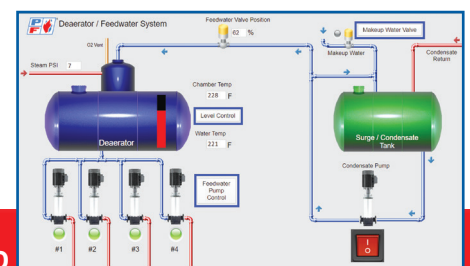 PF
Deaerator / Feedwater System
Feedwater Valve Position
62 %
Makeup Water Valve
O2 Vent
Steam PSI 7
Makeup Water
Condensate
Return
Chamber Temp
228 F
Level Control
Water Temp
221 F
Deaerator
Surge / Condensate
Tank
Condensate Pump
Feedwater
Pump
Control
#1 #2 #3 #4